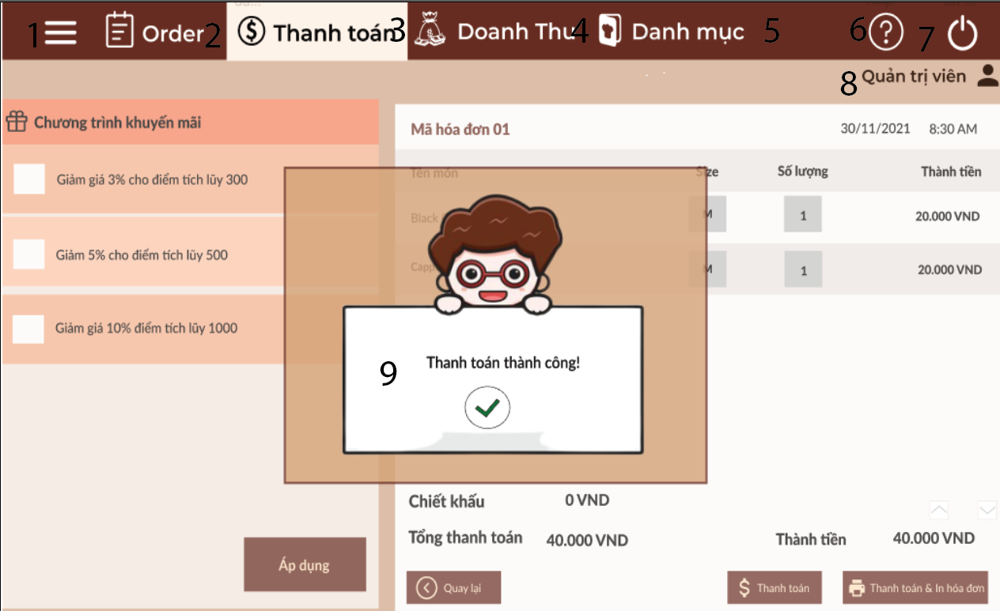 1 Order 2 Thanh toán 3 Doanh Thu 4 Danh mục 5 6 ? 7
8 Quản trị viên
Chương trình khuyến mãi
Giảm giá 3% cho điểm tích lũy 300
Giảm 5% cho điểm tích lũy 500
Giảm giá 10% điểm tích lũy 1000
Áp dụng
Mã hóa đơn 01 30/11/2021 8:30 AM
Tên món Size Số lượng Thành tiền
Black M 1 20.000 VND
M 1 20.000 VND
9 Thanh toán thành công!
Chiết khấu 0 VND
Tổng thanh toán 40.000 VND Thành tiền 40.000 VND
Quay lại $ Thanh toán Thanh toán & In hóa đơn